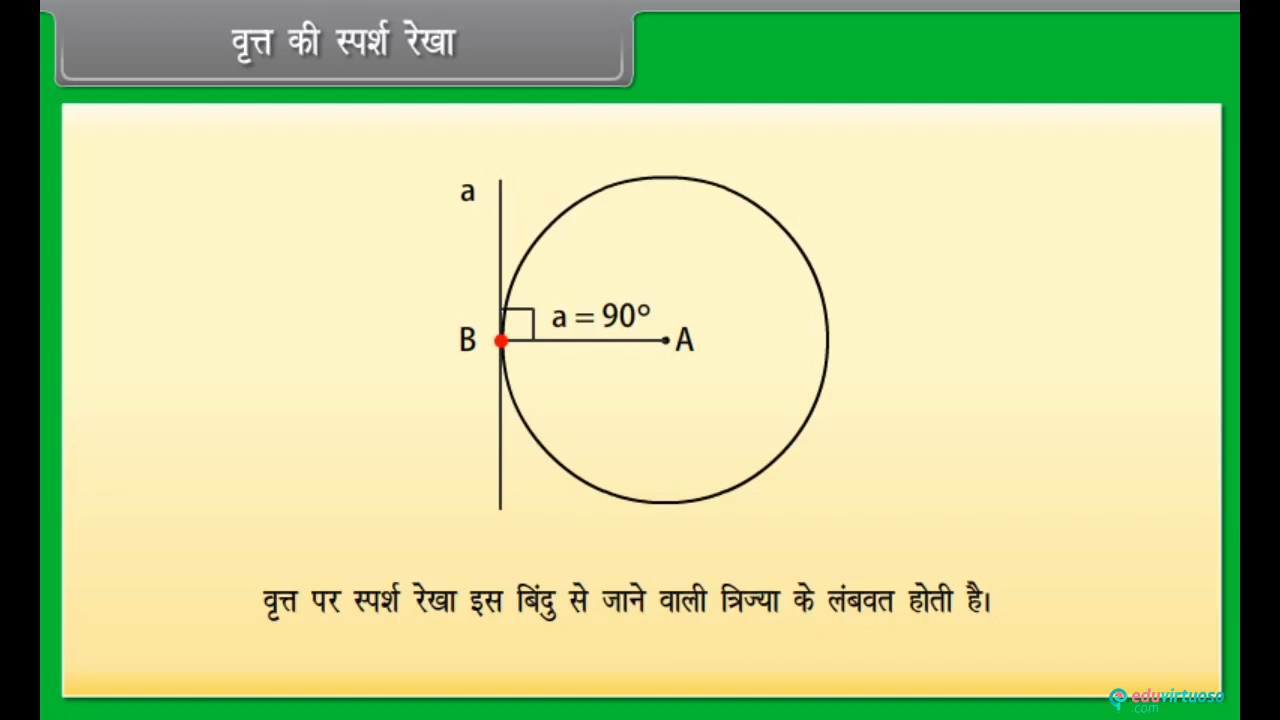 वृत्त की स्पर्श रेखा
a
a = 90°
B A
वृत्त पर स्पर्श रेखा इस बिंदु से जाने वाली त्रिज्या के लंबवत होती है।
eduvirtuoso
.com